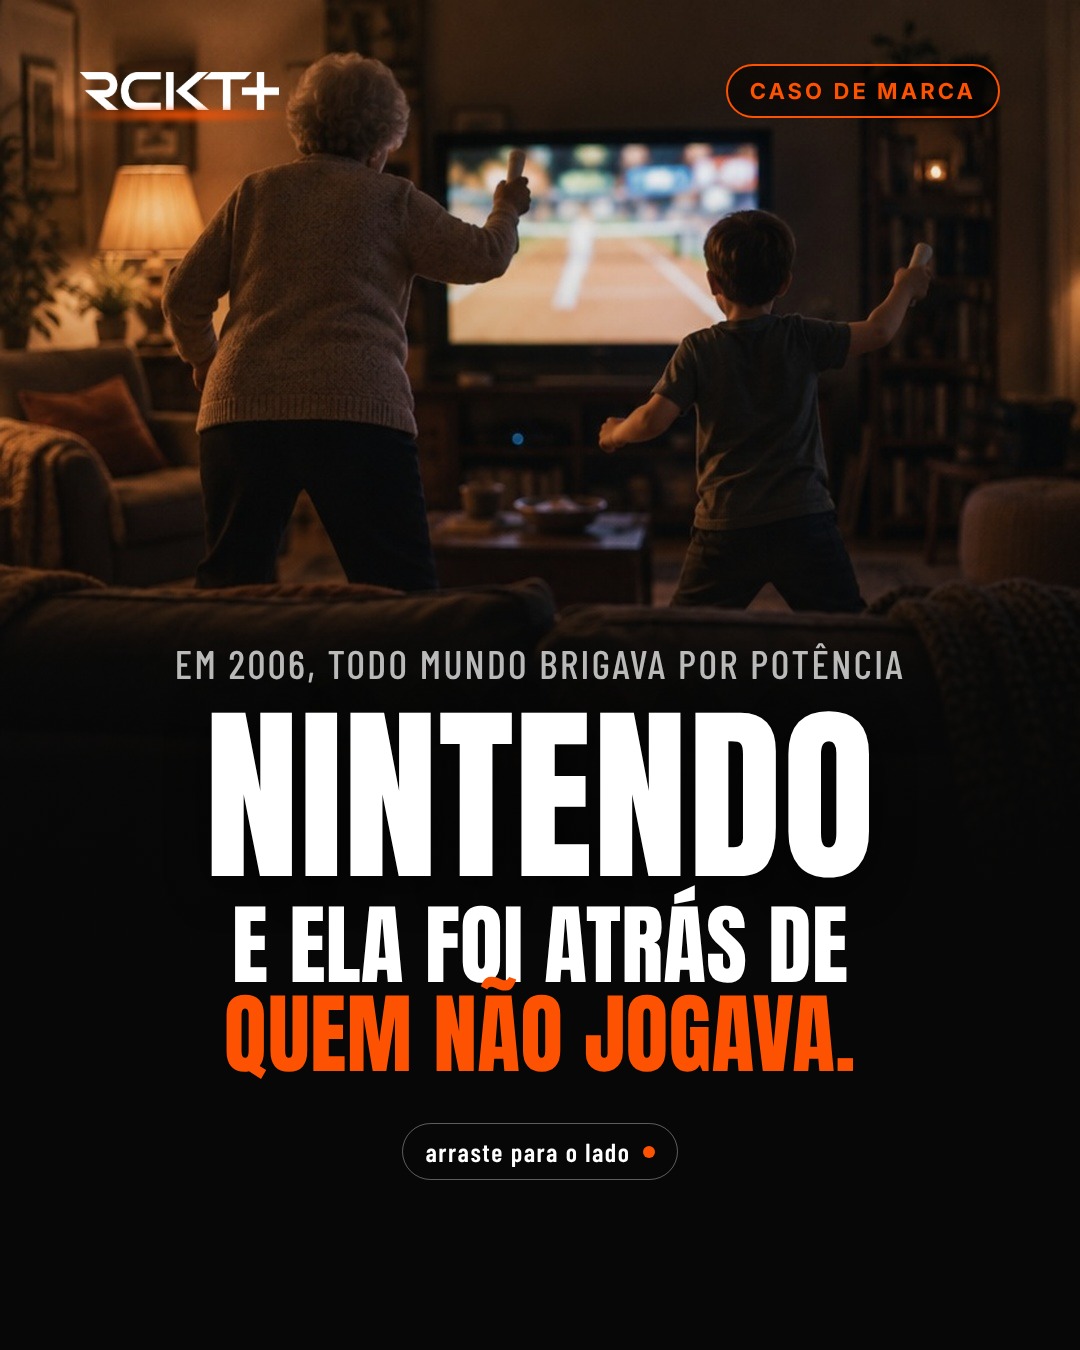 RCKT+
CASO DE MARCA
EM 2006, TODO MUNDO BRIGAVA POR POTÊNCIA
NINTENDO
E ELA FOI ATRÁS DE
QUEM NÃO JOGAVA.
arraste para o lado